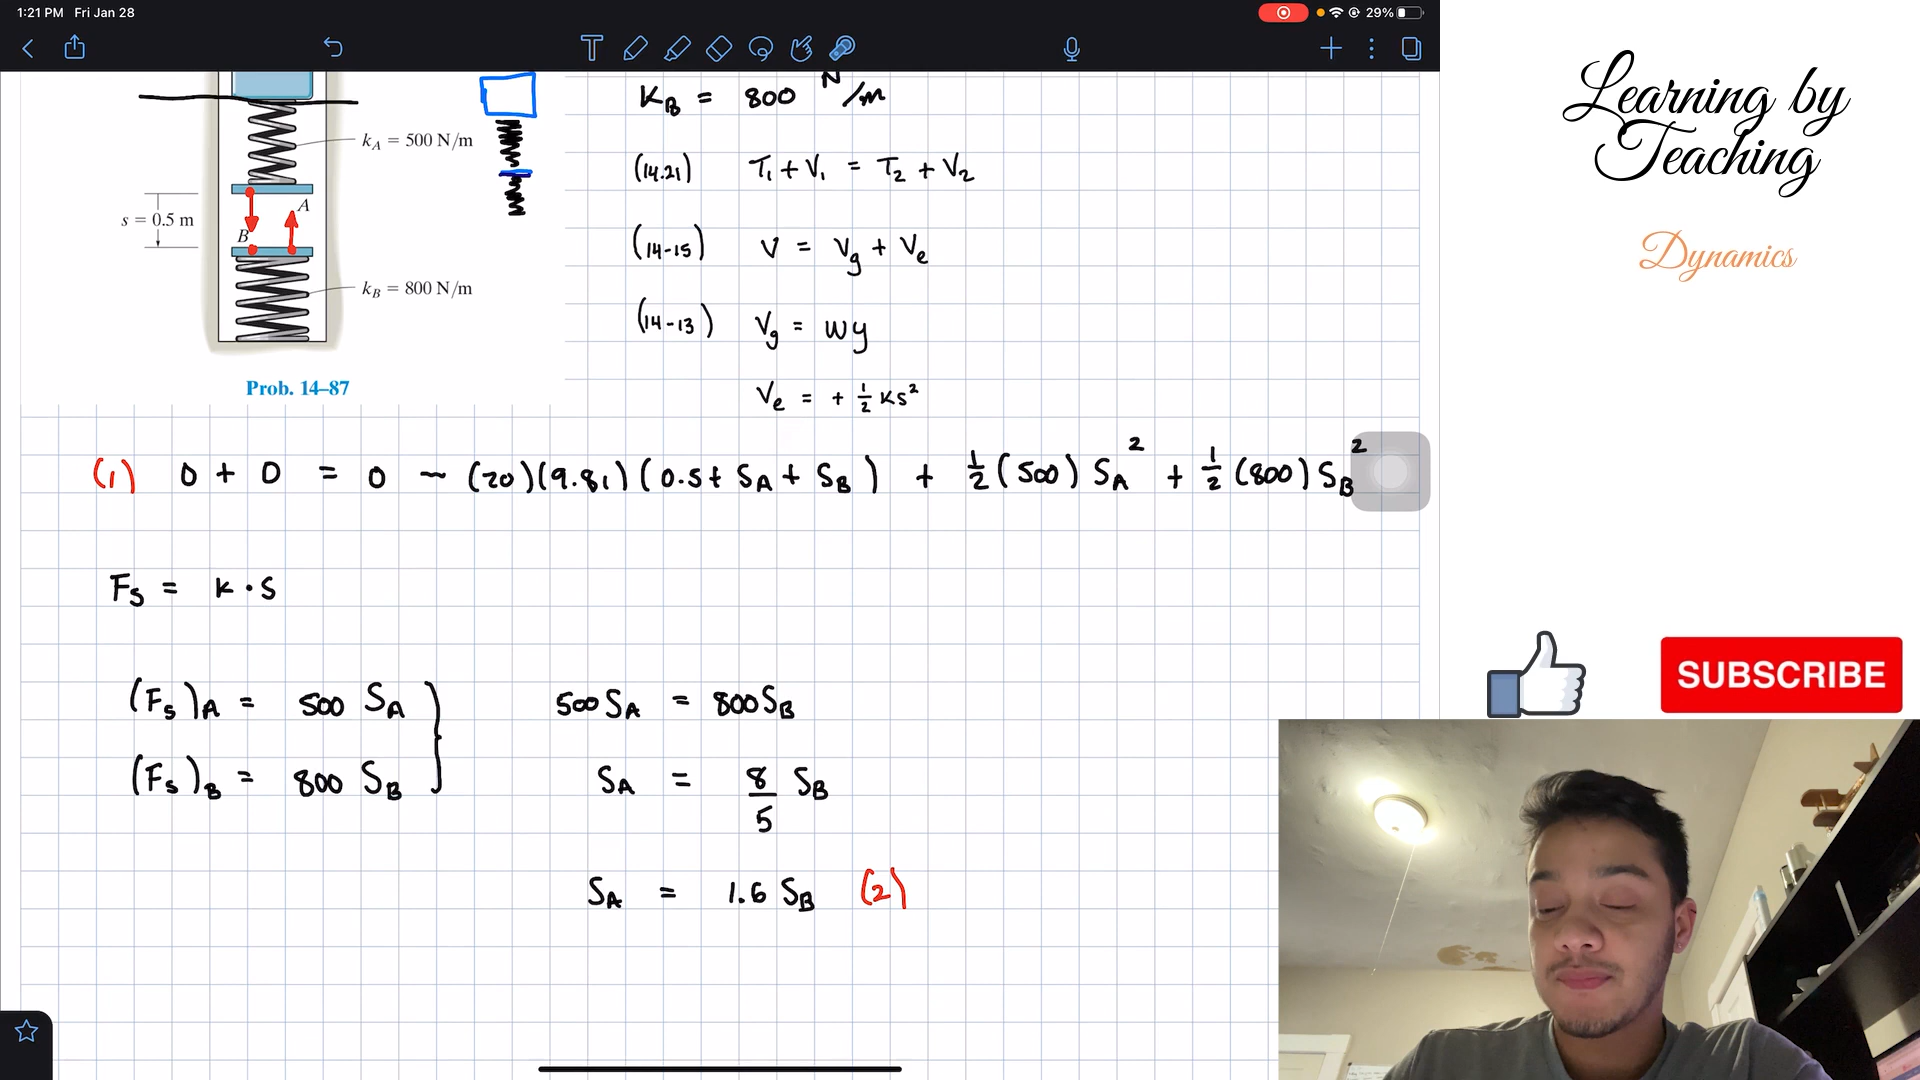 1:21 PM Fri Jan 28
29%
T
N
K_B = 800 /m
k_A = 500 N/m
(14.21) T₁ + V₁ = T₂ + V₂
A
s = 0.5 m
B
(14-15) V = V_g + V_e
k_B = 800 N/m
(14-13) V_g = wy
Prob. 14–87
V_e = + ½ Ks²
(1) 0 + 0 = 0 - (20)(9.81)(0.5 + S_A + S_B) + ½ (500) S_A² + ½ (800) S_B²
F_S = K · S
(F_S)_A = 500 S_A
(F_S)_B = 800 S_B
500 S_A = 800 S_B
S_A = 8/5 S_B
S_A = 1.6 S_B (2)
Learning by
Teaching
Dynamics
SUBSCRIBE